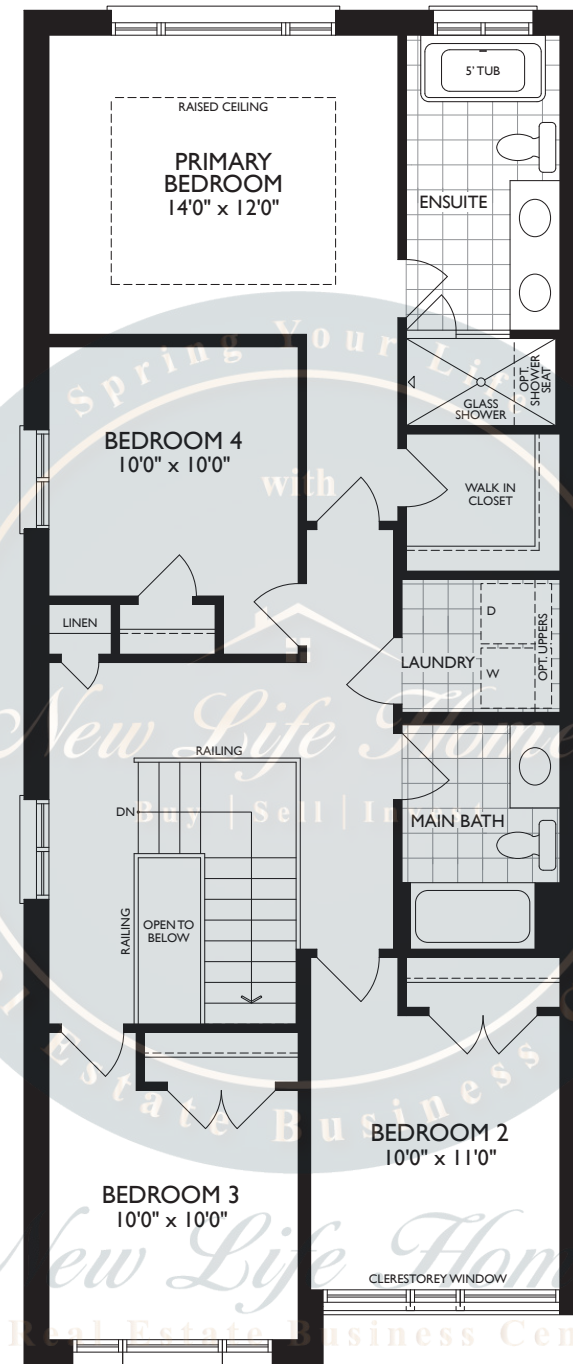 5' TUB
RAISED CEILING
PRIMARY
BEDROOM
14'0" x 12'0"
ENSUITE
Spring Your Life
OPT.
SHOWER
SEAT
GLASS
SHOWER
BEDROOM 4
10'0" x 10'0"
with
WALK IN
CLOSET
LINEN
D
OPT. UPPERS
LAUNDRY
W
New Life Home
RAILING
DN
Buy | Sell | Invest
MAIN BATH
RAILING
OPEN TO
BELOW
Estate Business
BEDROOM 2
10'0" x 11'0"
BEDROOM 3
10'0" x 10'0"
New Life Hom
CLERESTOREY WINDOW
Real Estate Business Cen